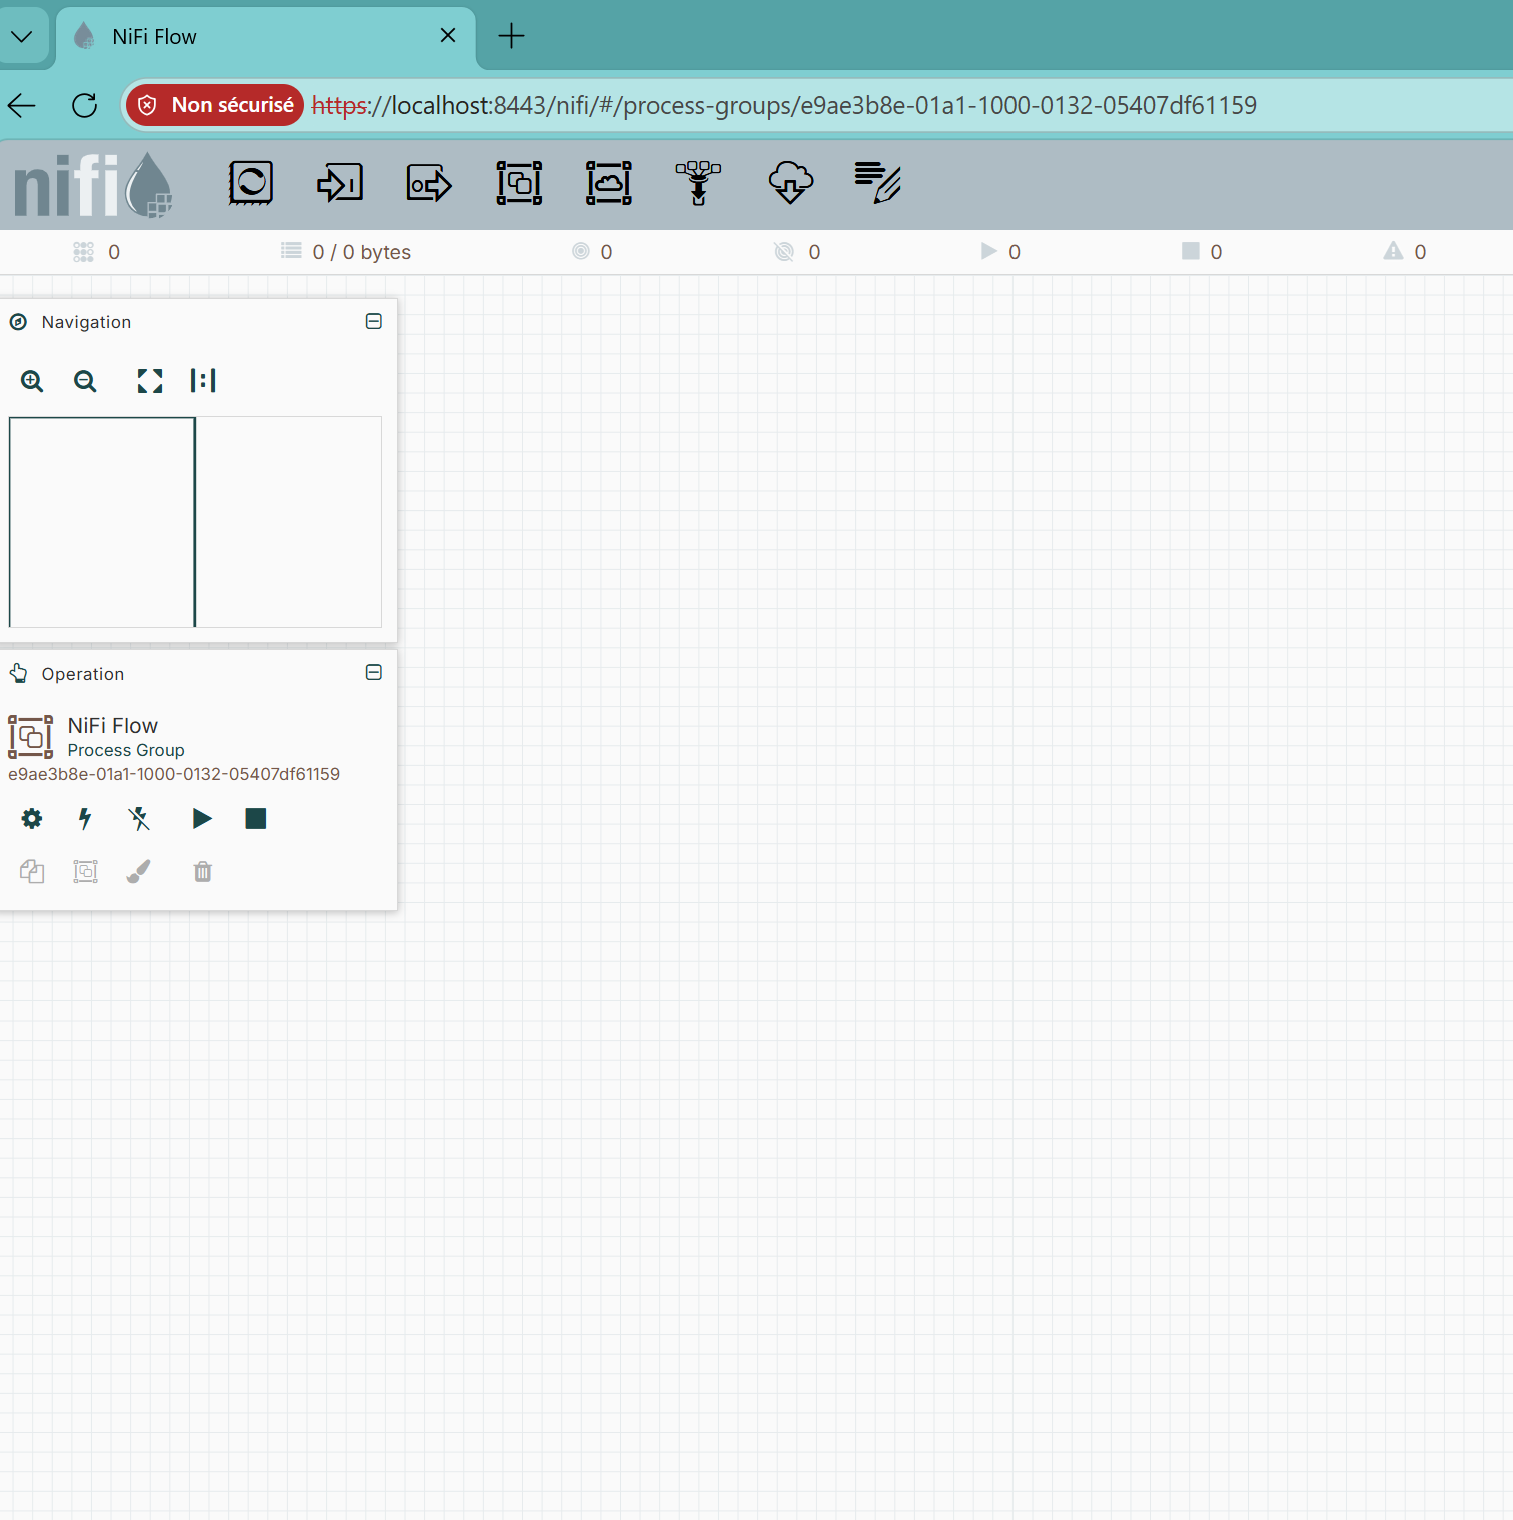 NiFi Flow
Non sécurisé https://localhost:8443/nifi/#/process-groups/e9ae3b8e-01a1-1000-0132-05407df61159
nifi
0 0 / 0 bytes 0 0 0 0 0
Navigation
Operation
NiFi Flow
Process Group
e9ae3b8e-01a1-1000-0132-05407df61159